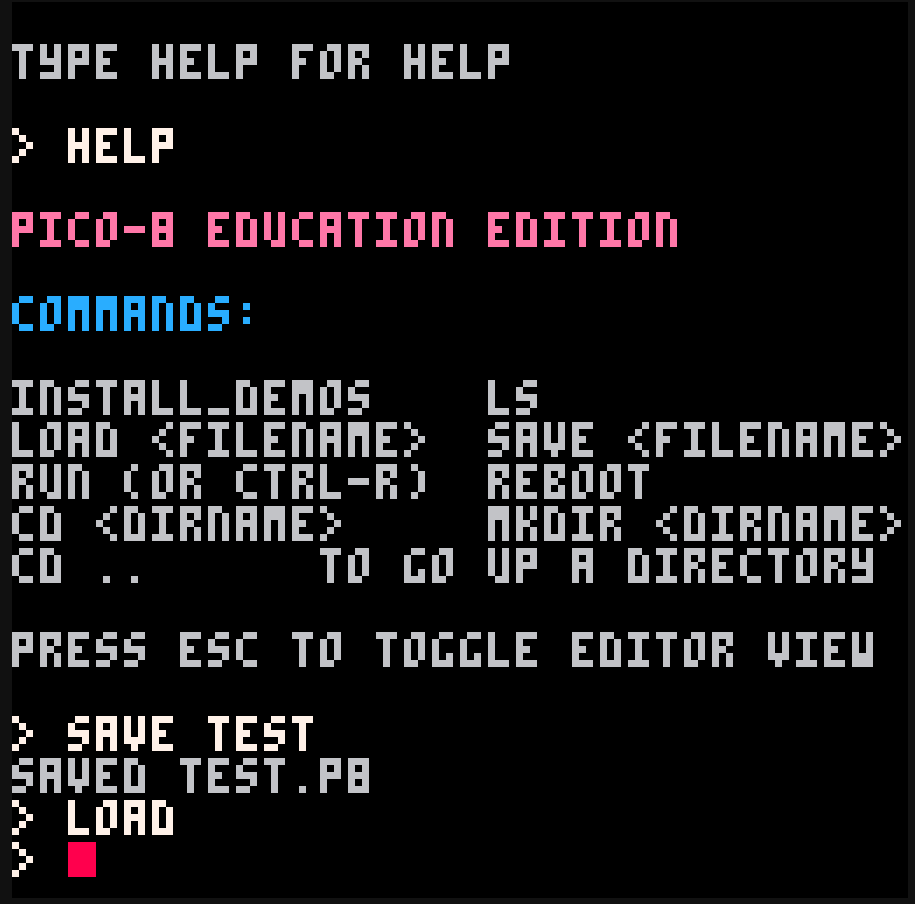 TYPE HELP FOR HELP
> HELP
PICO-8 EDUCATION EDITION
COMMANDS:
INSTALL_DEMOS LS
LOAD <FILENAME> SAVE <FILENAME>
RUN (OR CTRL-R) REBOOT
CD <DIRNAME> MKDIR <DIRNAME>
CD .. TO GO UP A DIRECTORY
PRESS ESC TO TOGGLE EDITOR VIEW
> SAVE TEST
SAVED TEST.P8
> LOAD
>